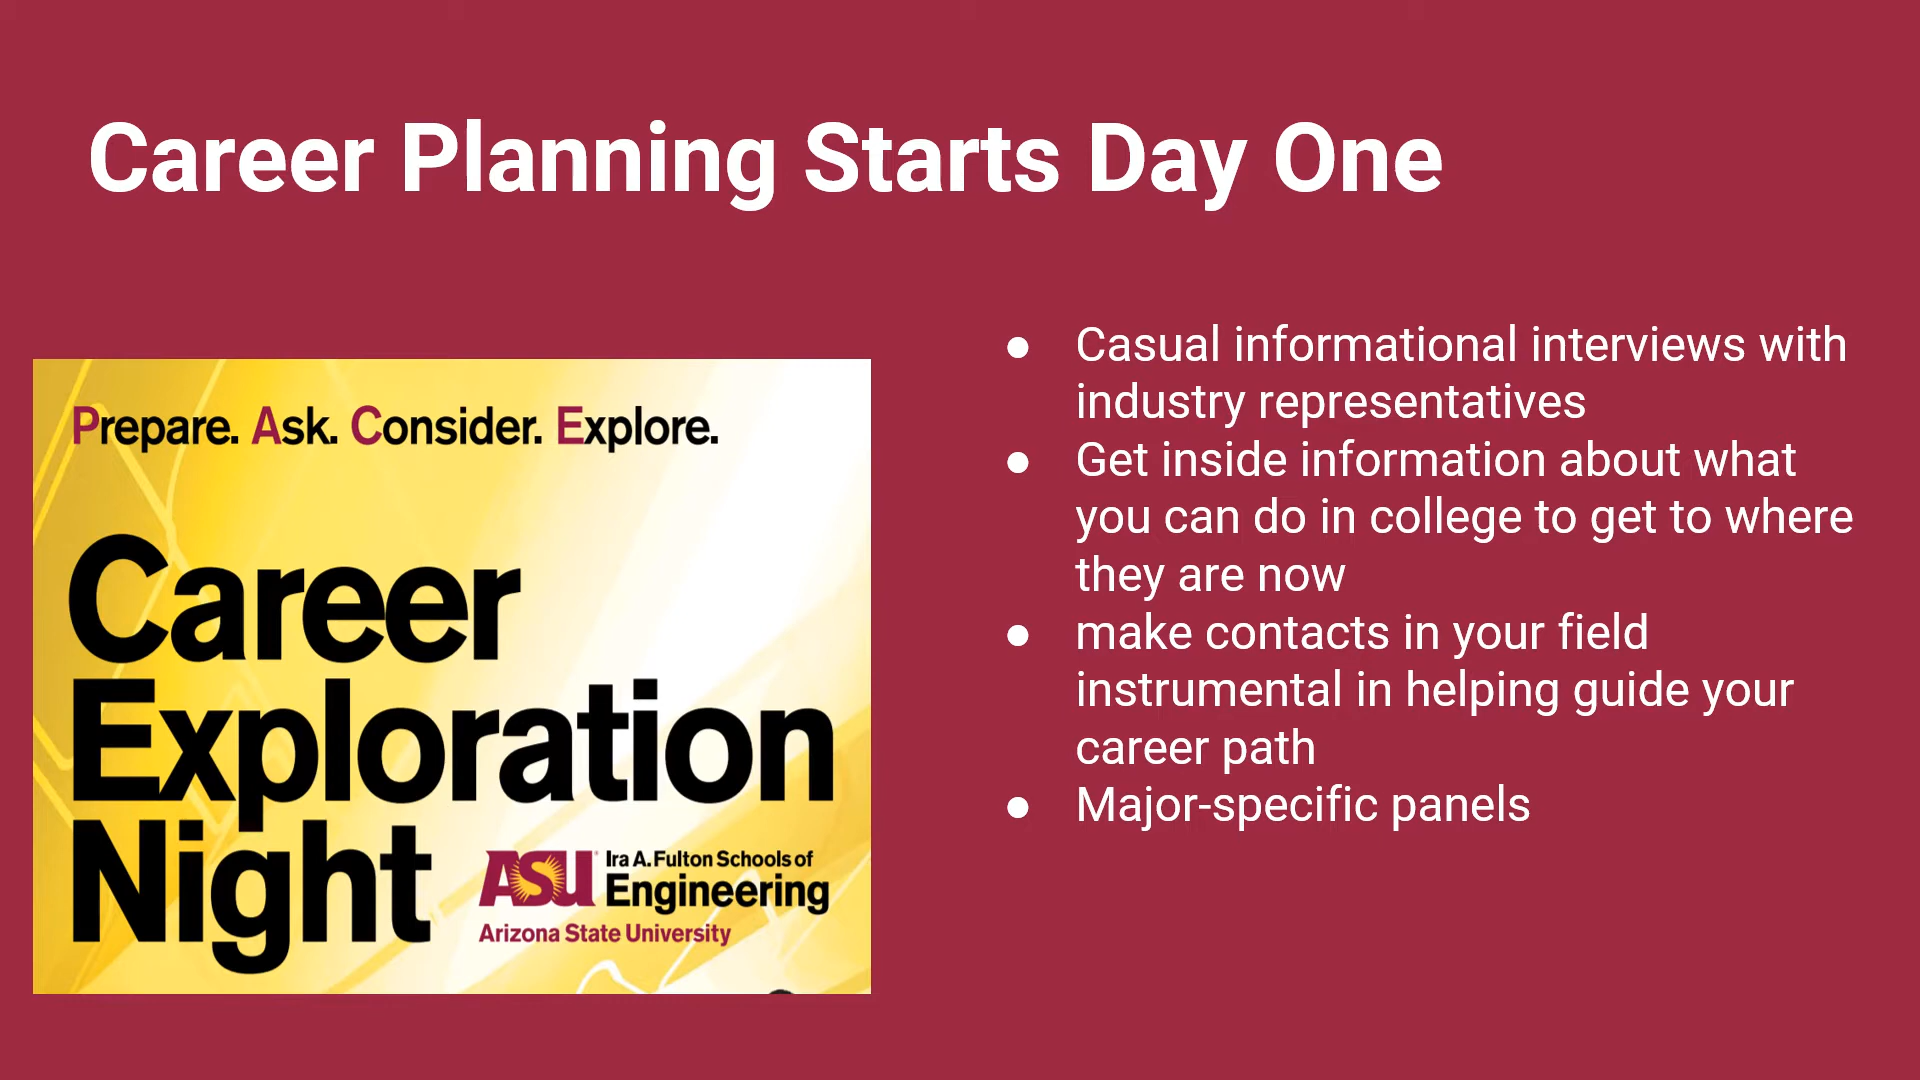 Career Planning Starts Day One
Prepare. Ask. Consider. Explore.
Career
Exploration
Night
ASU Ira A. Fulton Schools of
Engineering
Arizona State University
● Casual informational interviews with
industry representatives
● Get inside information about what
you can do in college to get to where
they are now
● make contacts in your field
instrumental in helping guide your
career path
● Major-specific panels